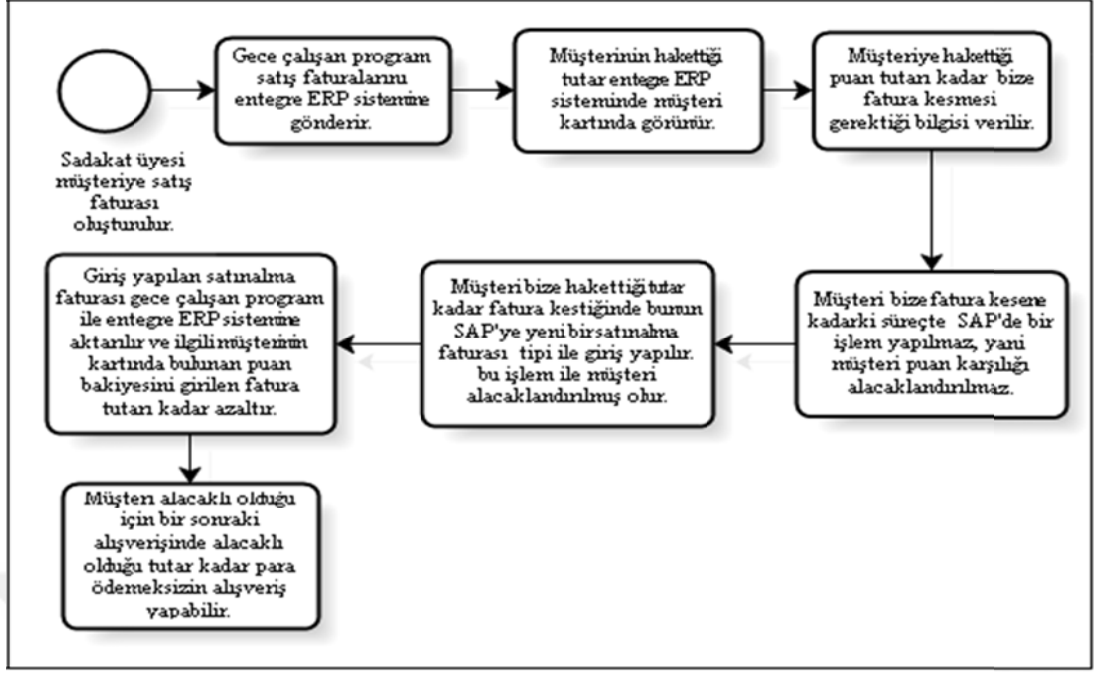 Sadakat üyesi
müşteriye satış
faturası
oluşturulur.
Gece çalışan program
satış faturalarını
entegre ERP sistemine
gönderir.
Müşterinin hakettiği
tutar entegre ERP
sisteminde müşteri
kartında görünür.
Müşteriye hakettiği
puan tutarı kadar bize
fatura kesmesi
gerektiği bilgisi verilir.
Müşteri bize fatura kesene
kadarki süreçte SAP'de bir
işlem yapılmaz, yani
müşteri puan karşılığı
alacaklandırılmaz.
Müşteri bize hakettiği tutar
kadar fatura kestiğinde bunun
SAP'ye yeni bir satınalma
faturası tipi ile giriş yapılır.
bu işlem ile müşteri
alacaklandırılmış olur.
Giriş yapılan satınalma
faturası gece çalışan program
ile entegre ERP sistemine
aktarılır ve ilgili müşterinin
kartında bulunan puan
bakiyesini girilen fatura
tutarı kadar azaltır.
Müşteri alacaklı olduğu
için bir sonraki
alışverişinde alacaklı
olduğu tutar kadar para
ödemeksizin alışveriş
yapabilir.